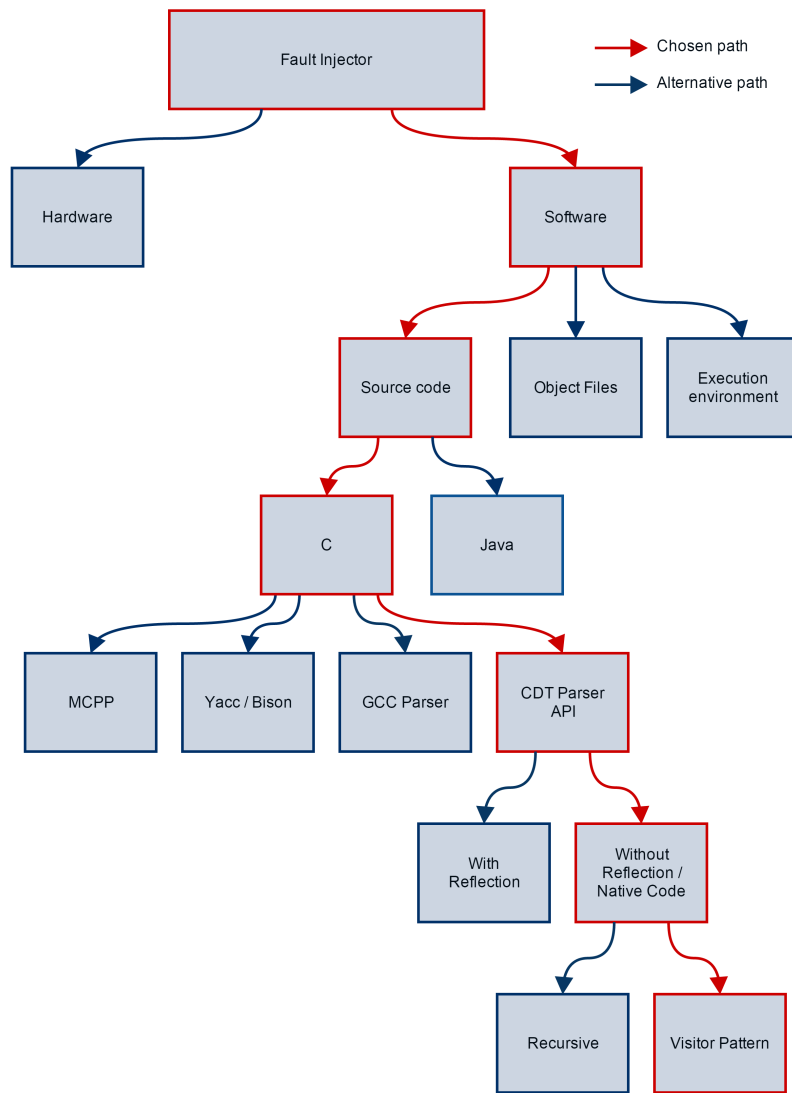 Fault Injector
Chosen path
Alternative path
Hardware
Software
Source code
Object Files
Execution
environment
C
Java
MCPP
Yacc / Bison
GCC Parser
CDT Parser
API
With
Reflection
Without
Reflection /
Native Code
Recursive
Visitor Pattern